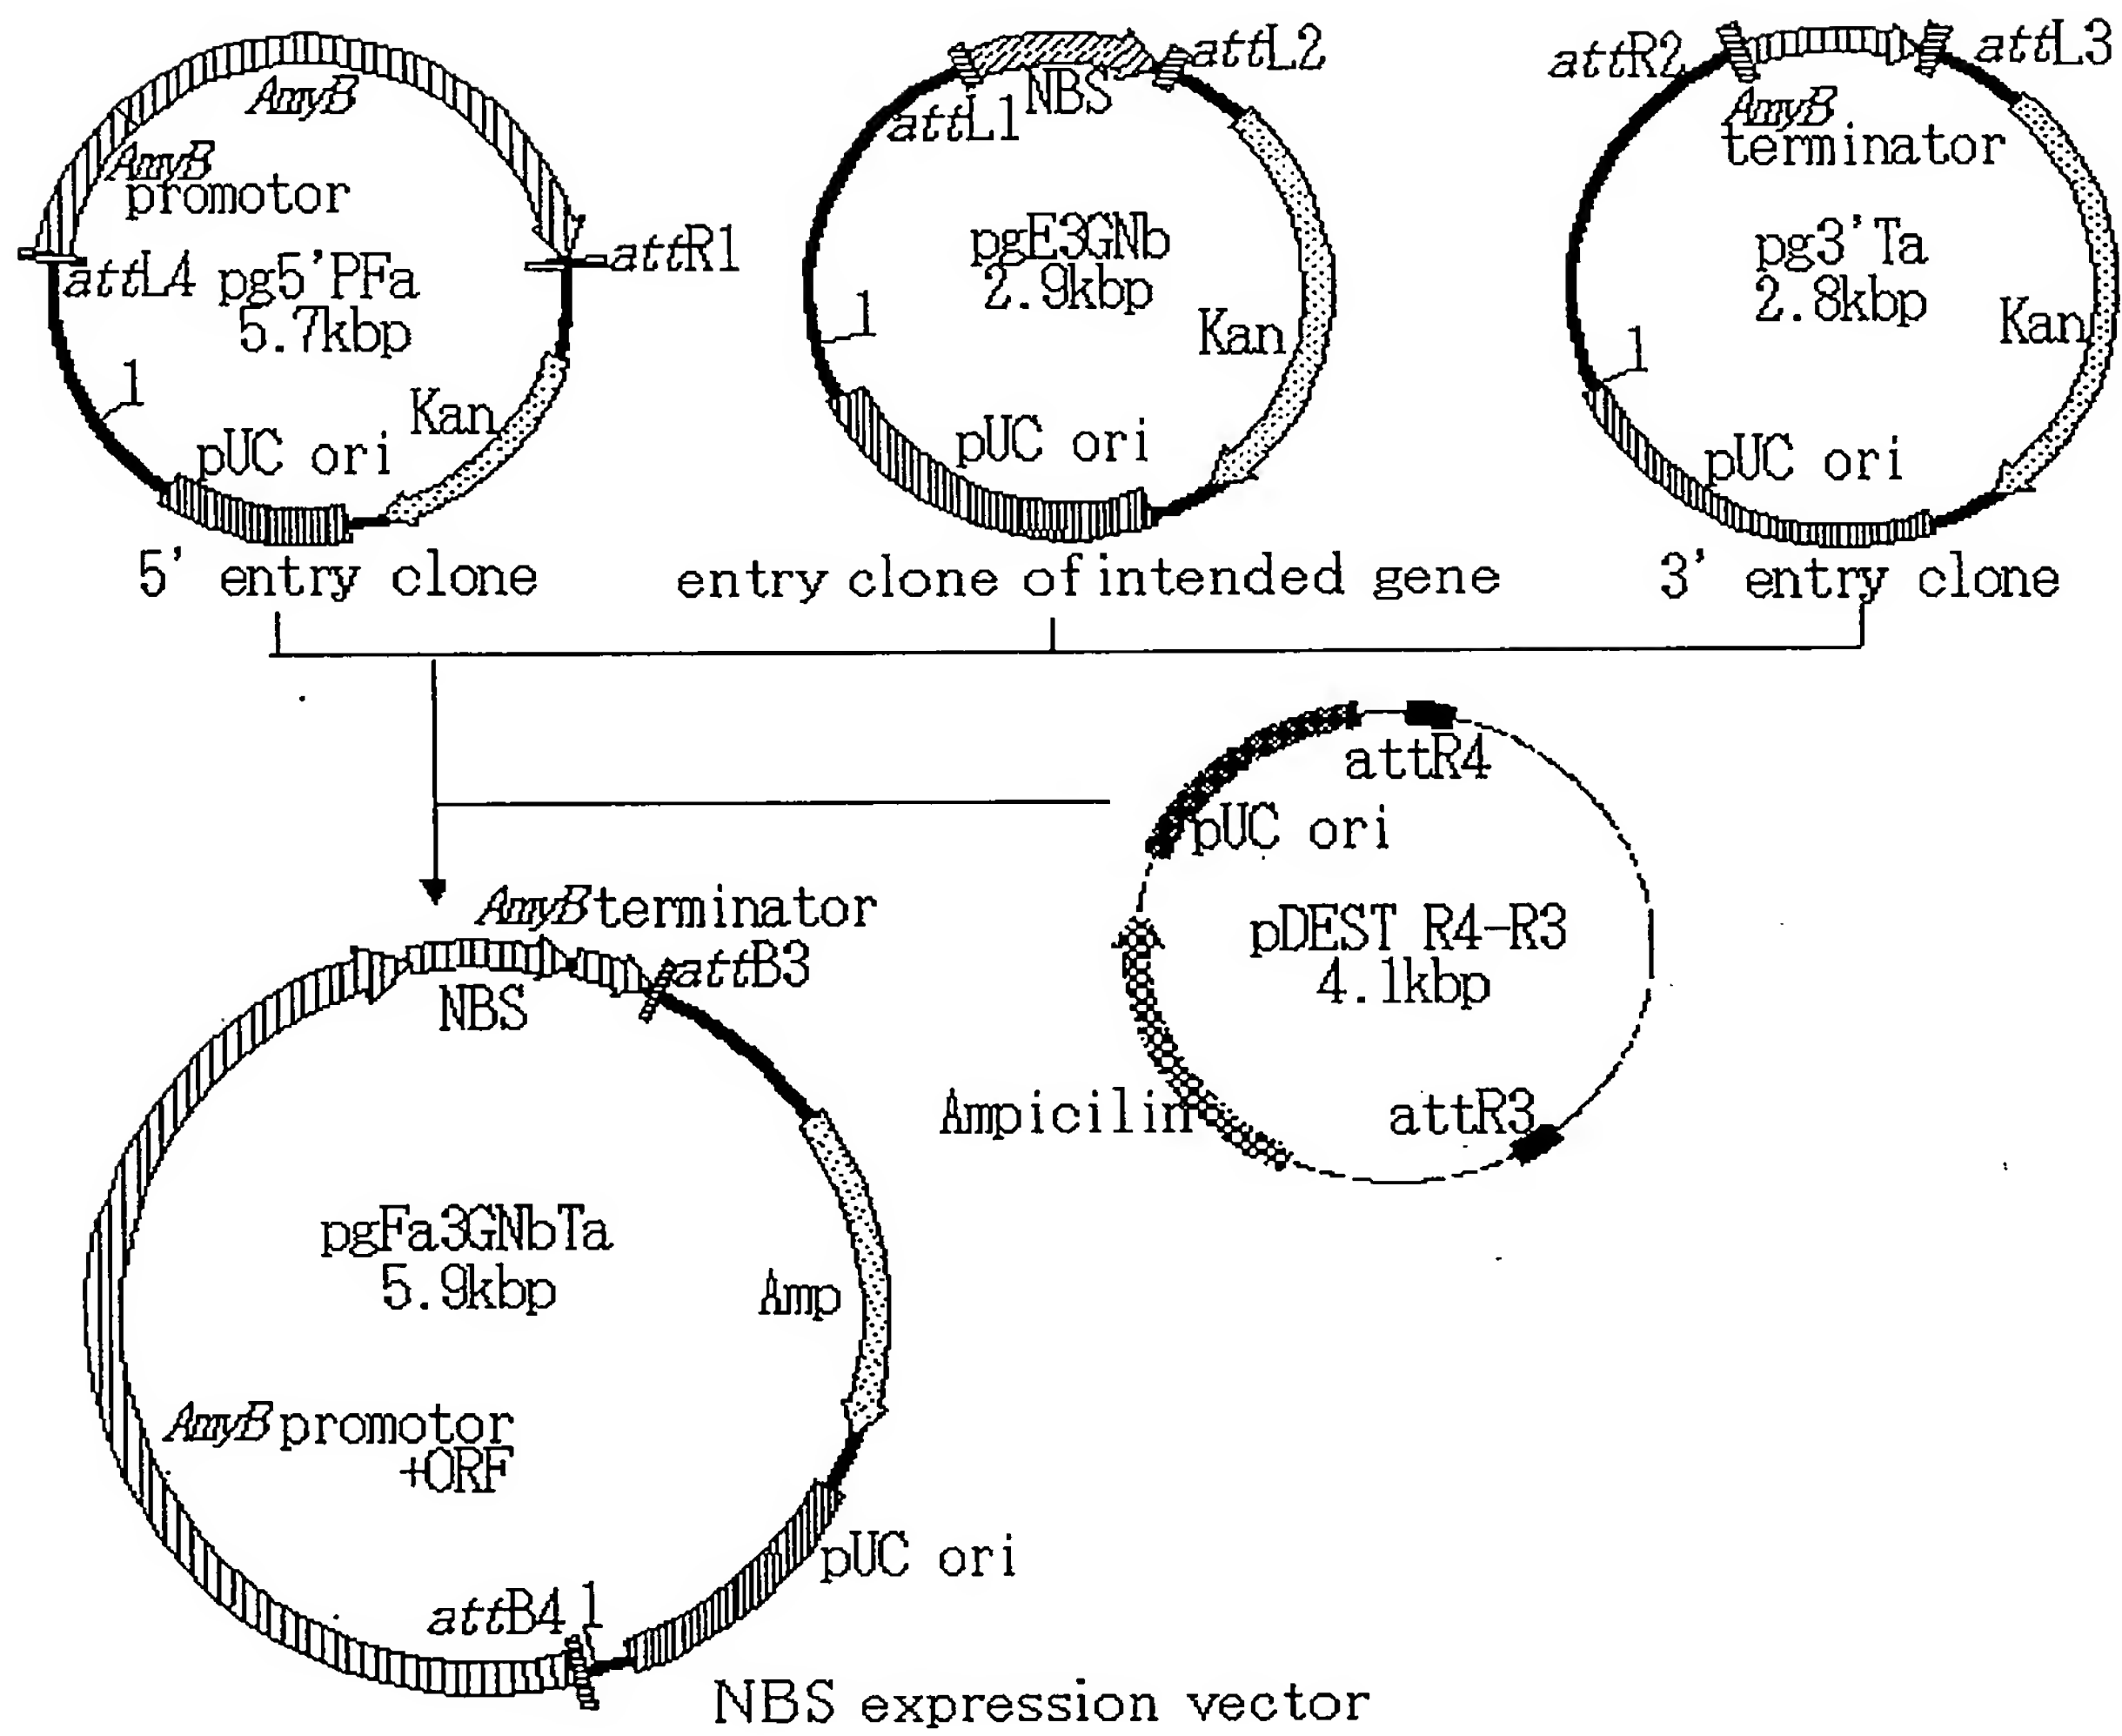 AmyB
AmyB
promotor
attL4
pg5'PFa
5.7kbp
attR1
1
Kan
pUC ori
5' entry clone
attL1
NBS
attL2
pgE3GNb
2.9kbp
1
Kan
pUC ori
entry clone of intended gene
attR2
attL3
AmyB
terminator
pg3'Ta
2.8kbp
1
Kan
pUC ori
3' entry clone
attR4
pUC ori
pDEST R4-R3
4.1kbp
Ampicilin
attR3
AmyB terminator
attB3
NBS
pgFa3GNbTa
5.9kbp
Amp
AmyB promotor
+ORF
pUC ori
attB4
1
NBS expression vector